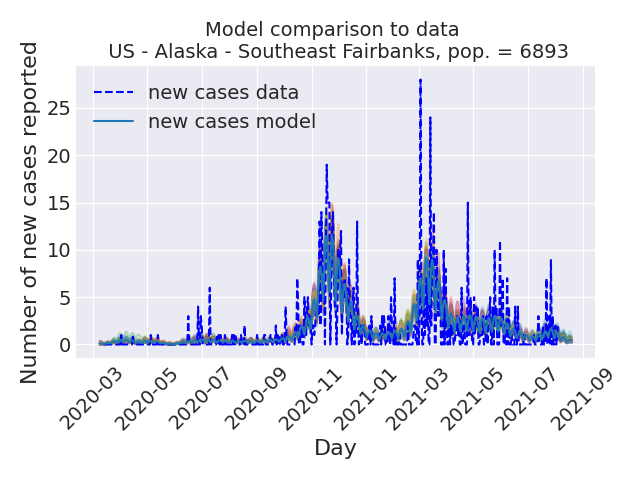 Model comparison to data
US - Alaska - Southeast Fairbanks, pop. = 6893
Number of new cases reported
25
20
15
10
5
0
new cases data
new cases model
2020-03
2020-05
2020-07
2020-09
2020-11
2021-01
2021-03
2021-05
2021-07
2021-09
Day